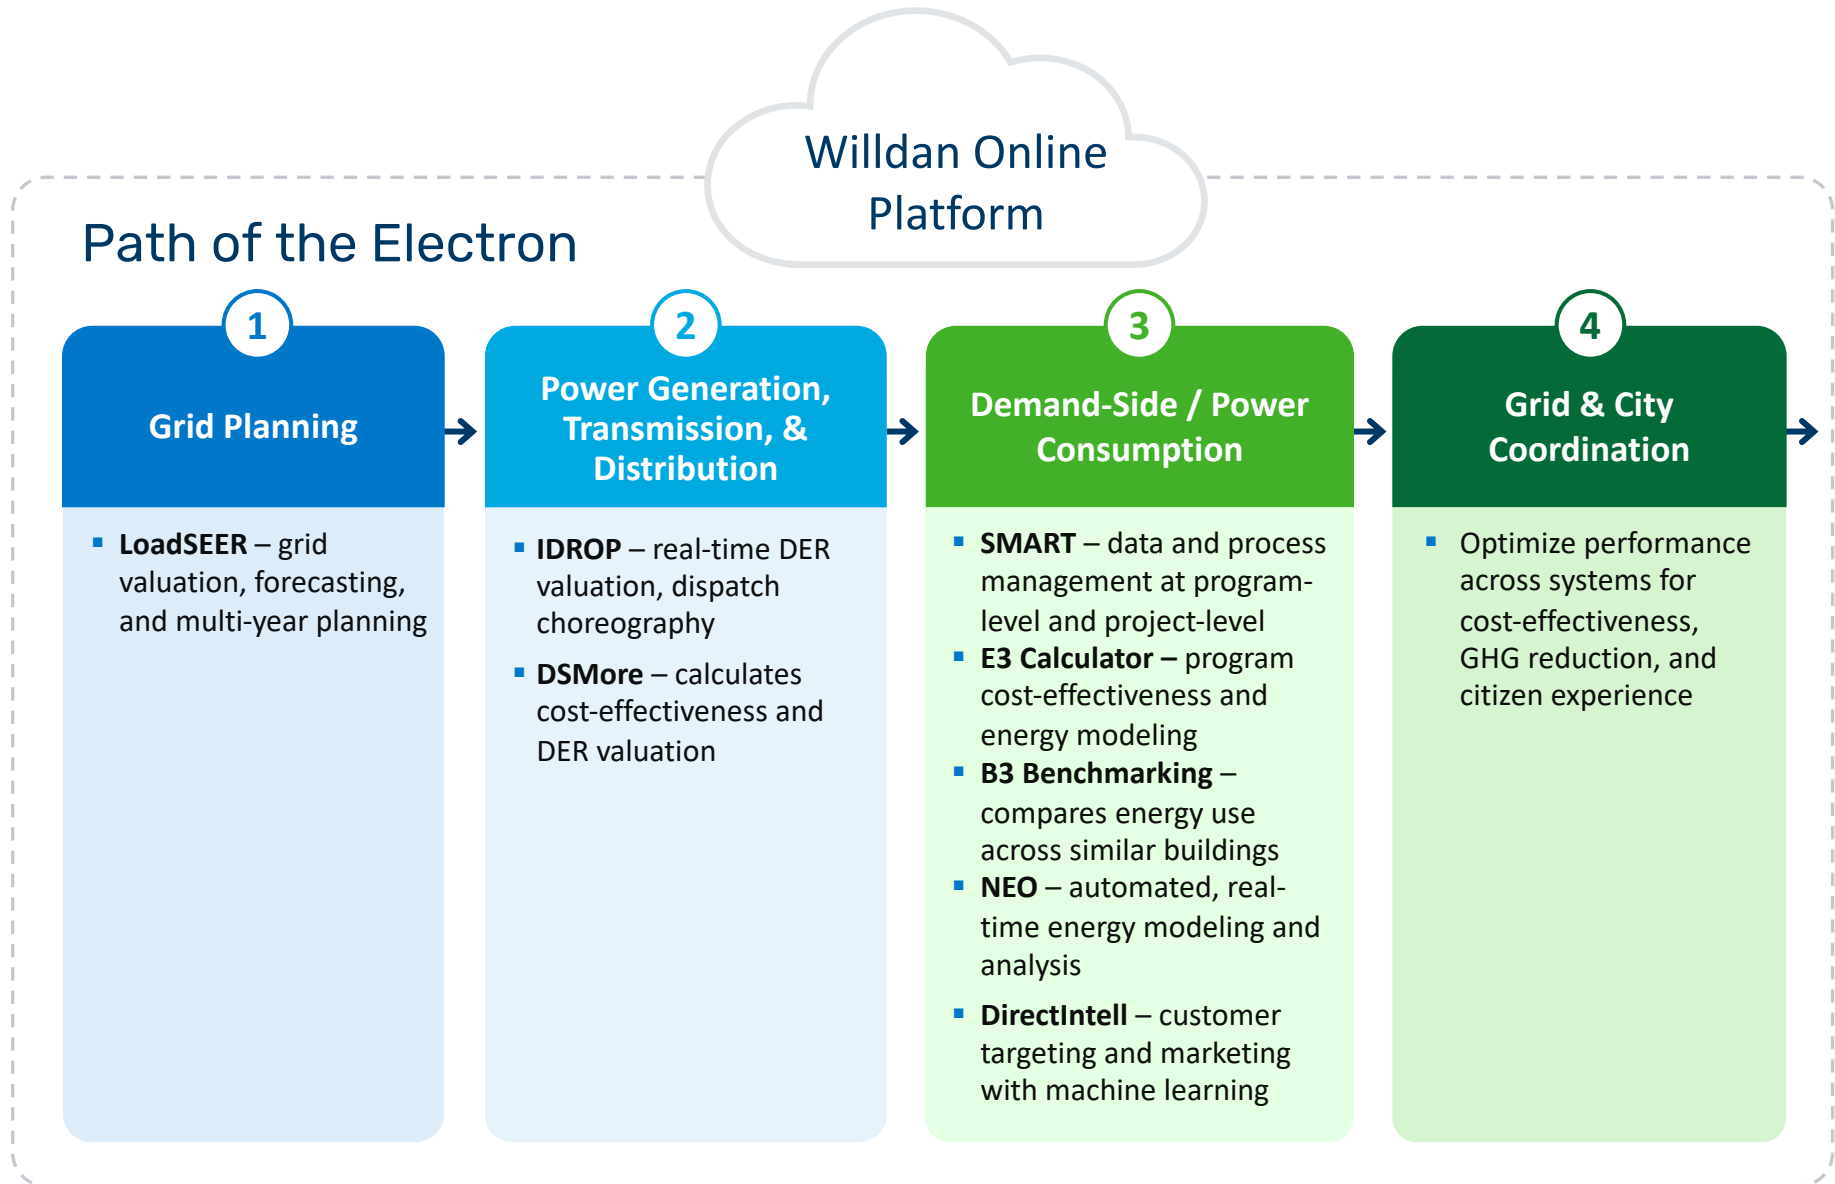 Willdan Online
Platform
Path of the Electron
1
Grid Planning
▪ LoadSEER – grid
valuation, forecasting,
and multi-year planning
2
Power Generation,
Transmission, &
Distribution
▪ IDROP – real-time DER
valuation, dispatch
choreography
▪ DSMore – calculates
cost-effectiveness and
DER valuation
3
Demand-Side / Power
Consumption
▪ SMART – data and process
management at program-
level and project-level
▪ E3 Calculator – program
cost-effectiveness and
energy modeling
▪ B3 Benchmarking –
compares energy use
across similar buildings
▪ NEO – automated, real-
time energy modeling and
analysis
▪ DirectIntell – customer
targeting and marketing
with machine learning
4
Grid & City
Coordination
▪ Optimize performance
across systems for
cost-effectiveness,
GHG reduction, and
citizen experience